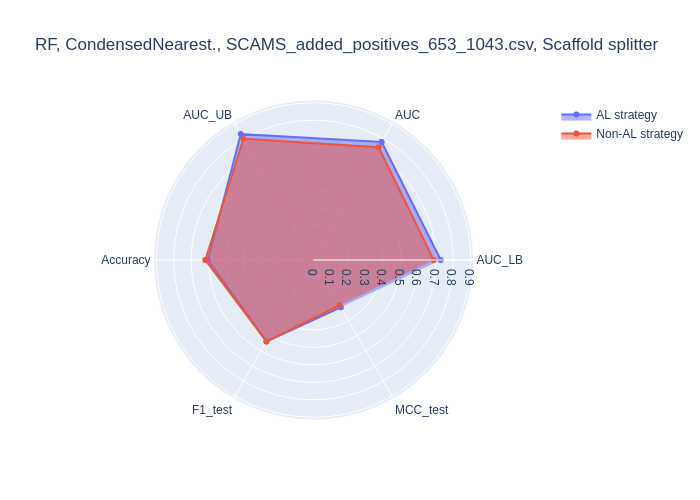 RF, CondensedNearest., SCAMS_added_positives_653_1043.csv, Scaffold splitter
AUC_UB
AUC
AL strategy
Non-AL strategy
Accuracy
AUC_LB
0
0.1
0.2
0.3
0.4
0.5
0.6
0.7
0.8
0.9
F1_test
MCC_test